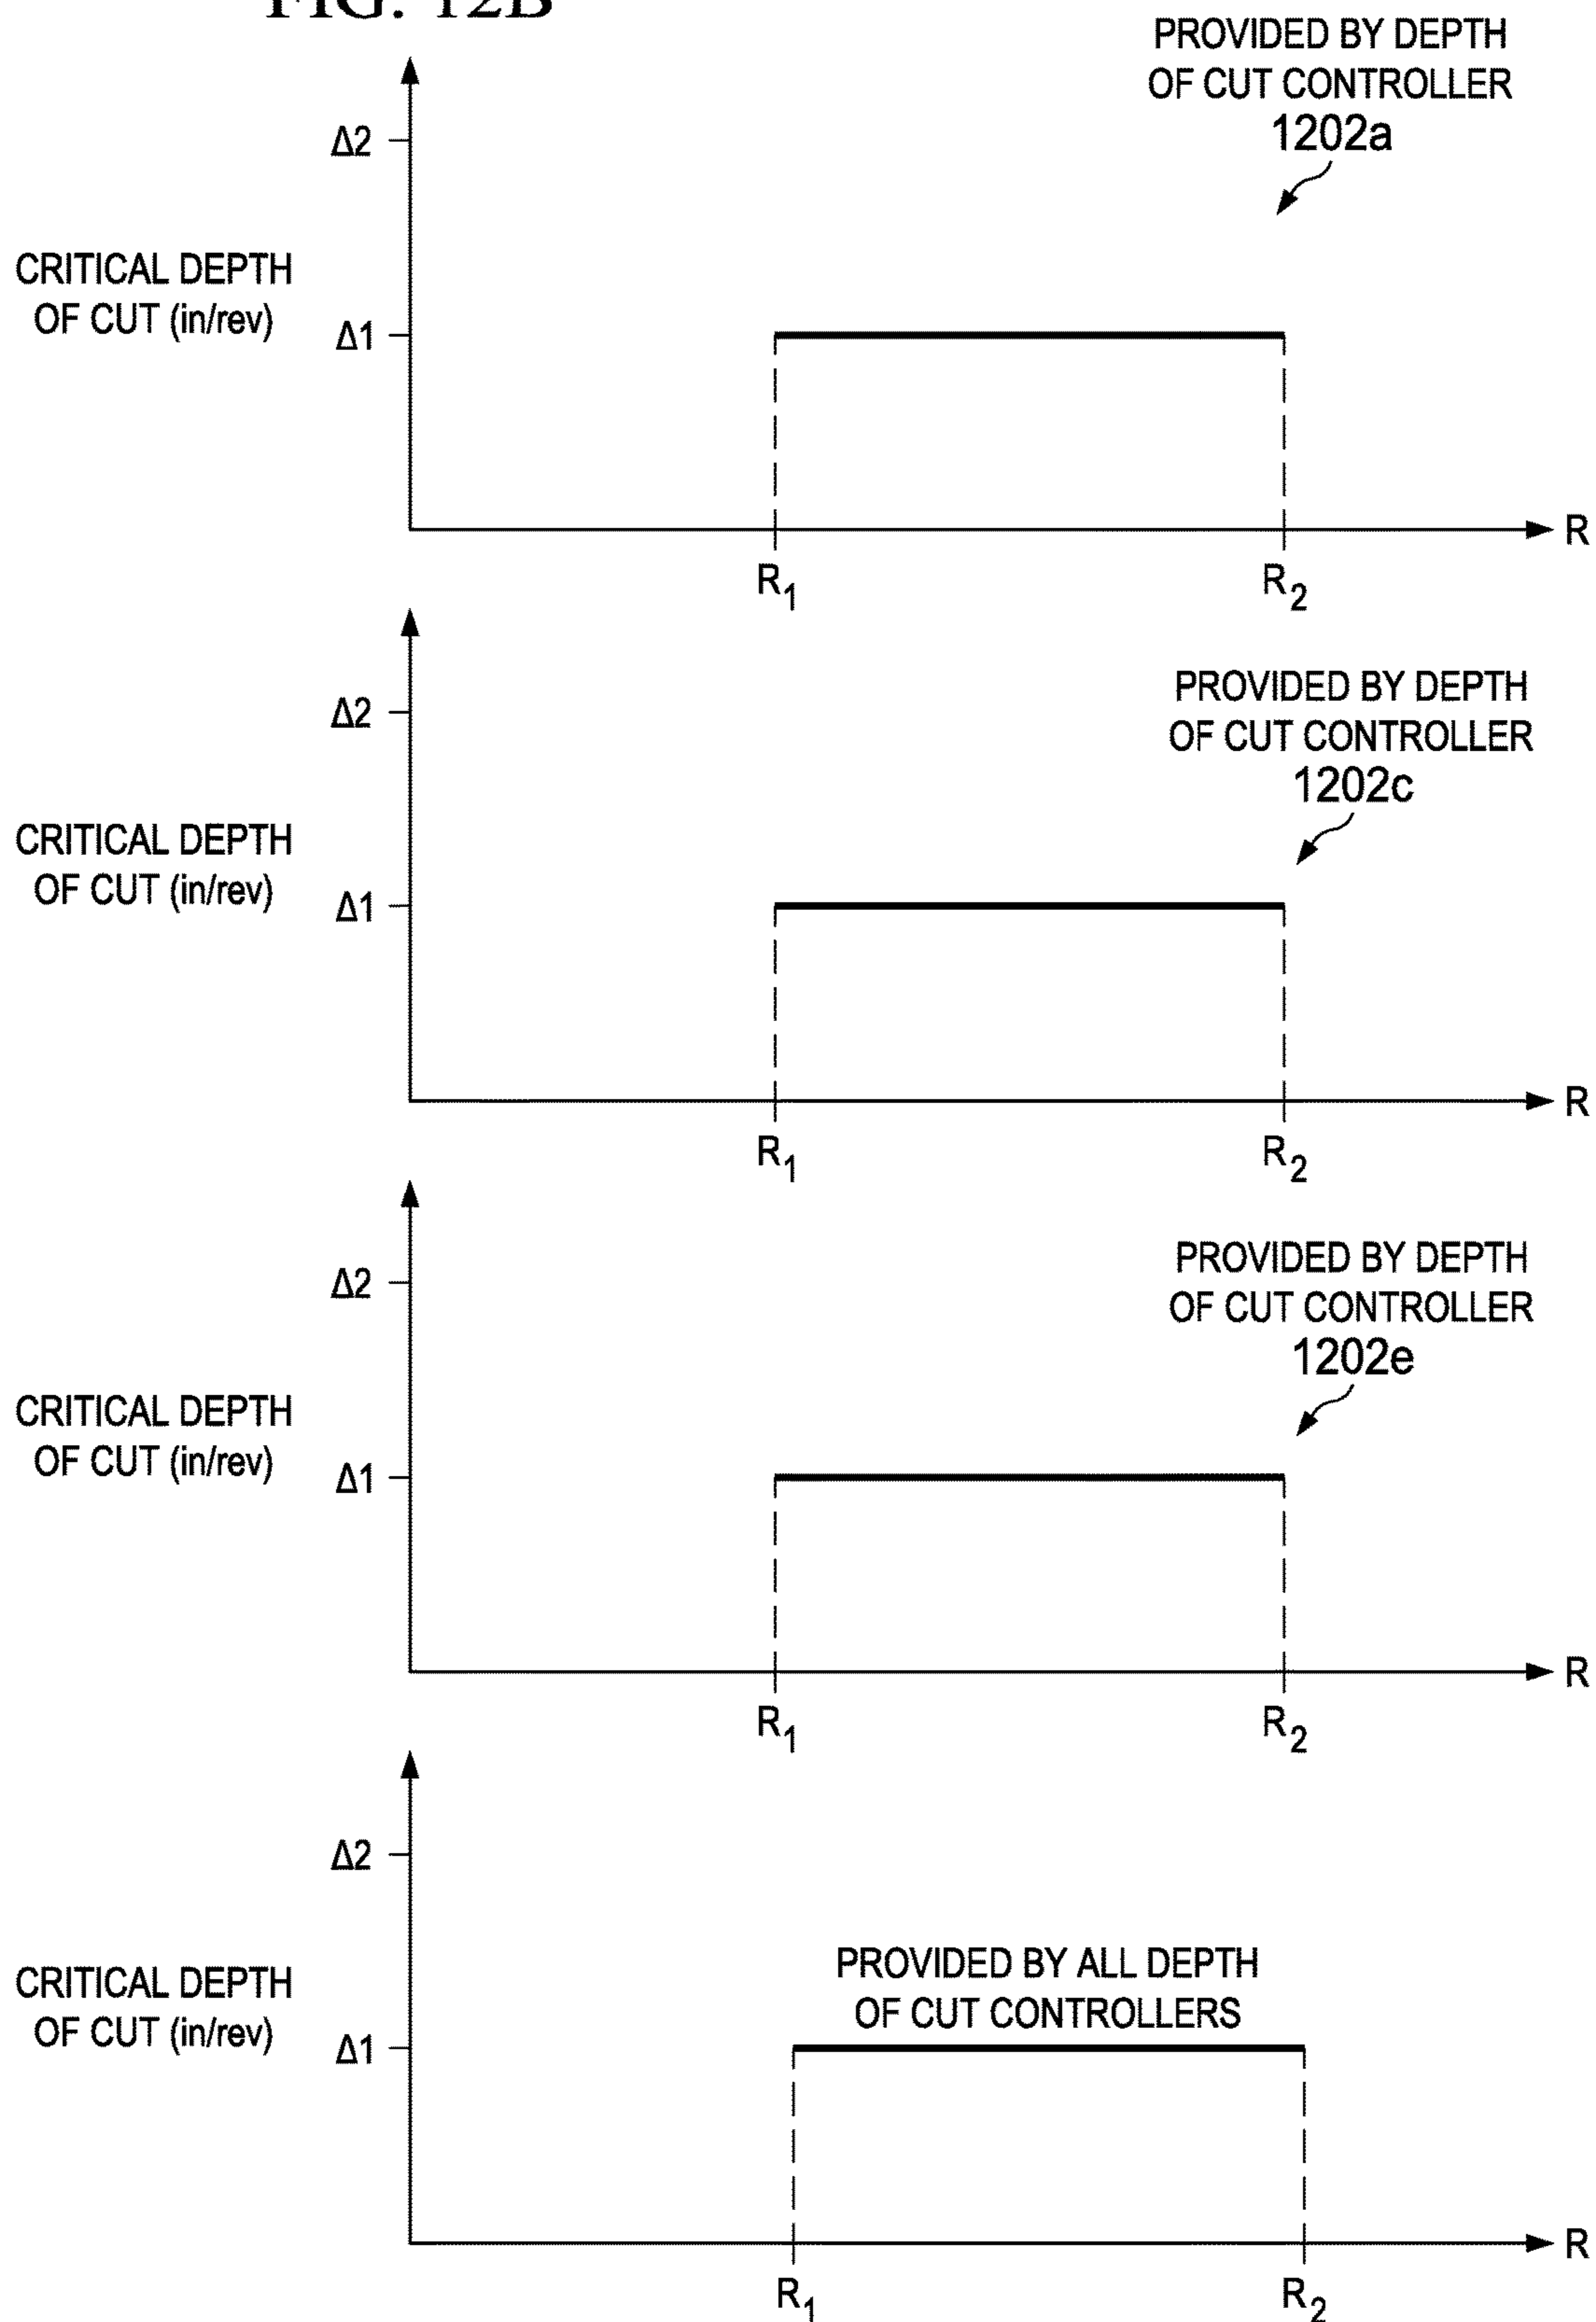 FIG. 12B
PROVIDED BY DEPTH
OF CUT CONTROLLER
1202a
Δ2
CRITICAL DEPTH
OF CUT (in/rev)
Δ1
R
R1
R2
PROVIDED BY DEPTH
OF CUT CONTROLLER
1202c
Δ2
CRITICAL DEPTH
OF CUT (in/rev)
Δ1
R
R1
R2
PROVIDED BY DEPTH
OF CUT CONTROLLER
1202e
Δ2
CRITICAL DEPTH
OF CUT (in/rev)
Δ1
R
R1
R2
Δ2
PROVIDED BY ALL DEPTH
OF CUT CONTROLLERS
CRITICAL DEPTH
OF CUT (in/rev)
Δ1
R
R1
R2